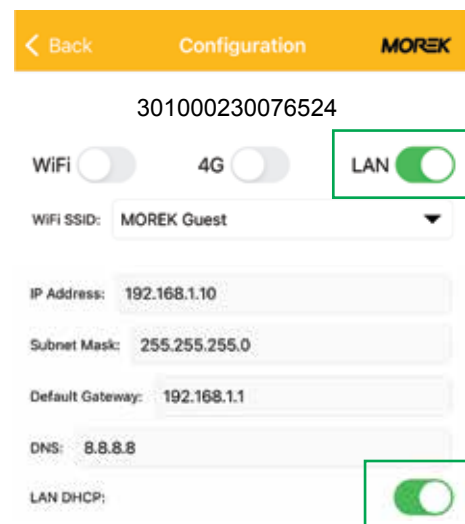 Back Configuration MOREK
301000230076524
WiFi 4G LAN
WiFi SSID: MOREK Guest
IP Address: 192.168.1.10
Subnet Mask: 255.255.255.0
Default Gateway: 192.168.1.1
DNS: 8.8.8.8
LAN DHCP: